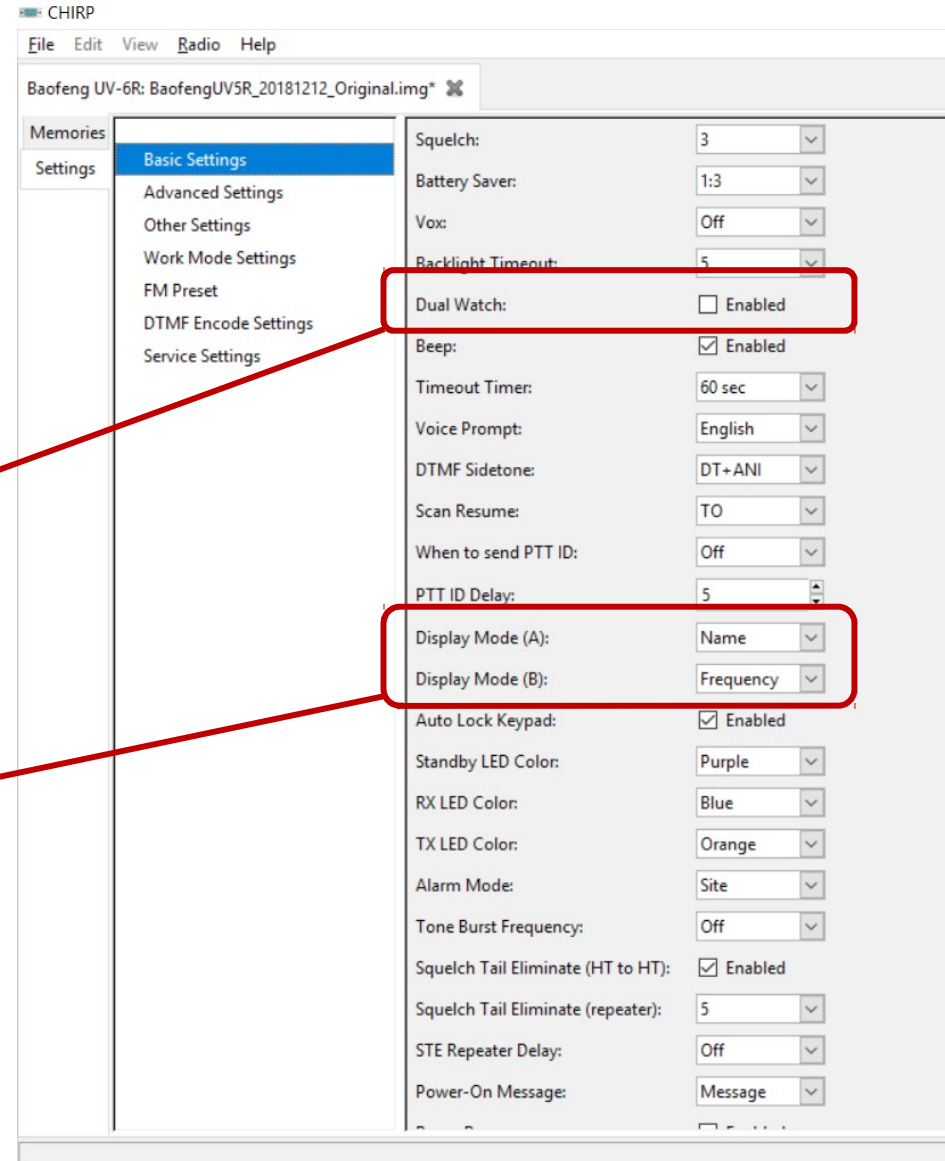 CHIRP
File Edit View Radio Help
Baofeng UV-6R: BaofengUV5R_20181212_Original.img*
Memories
Settings
Basic Settings
Advanced Settings
Other Settings
Work Mode Settings
FM Preset
DTMF Encode Settings
Service Settings
Squelch: 3
Battery Saver: 1:3
Vox: Off
Backlight Timeout: 5
Dual Watch: Enabled
Beep: Enabled
Timeout Timer: 60 sec
Voice Prompt: English
DTMF Sidetone: DT+ANI
Scan Resume: TO
When to send PTT ID: Off
PTT ID Delay: 5
Display Mode (A): Name
Display Mode (B): Frequency
Auto Lock Keypad: Enabled
Standby LED Color: Purple
RX LED Color: Blue
TX LED Color: Orange
Alarm Mode: Site
Tone Burst Frequency: Off
Squelch Tail Eliminate (HT to HT): Enabled
Squelch Tail Eliminate (repeater): 5
STE Repeater Delay: Off
Power-On Message: Message